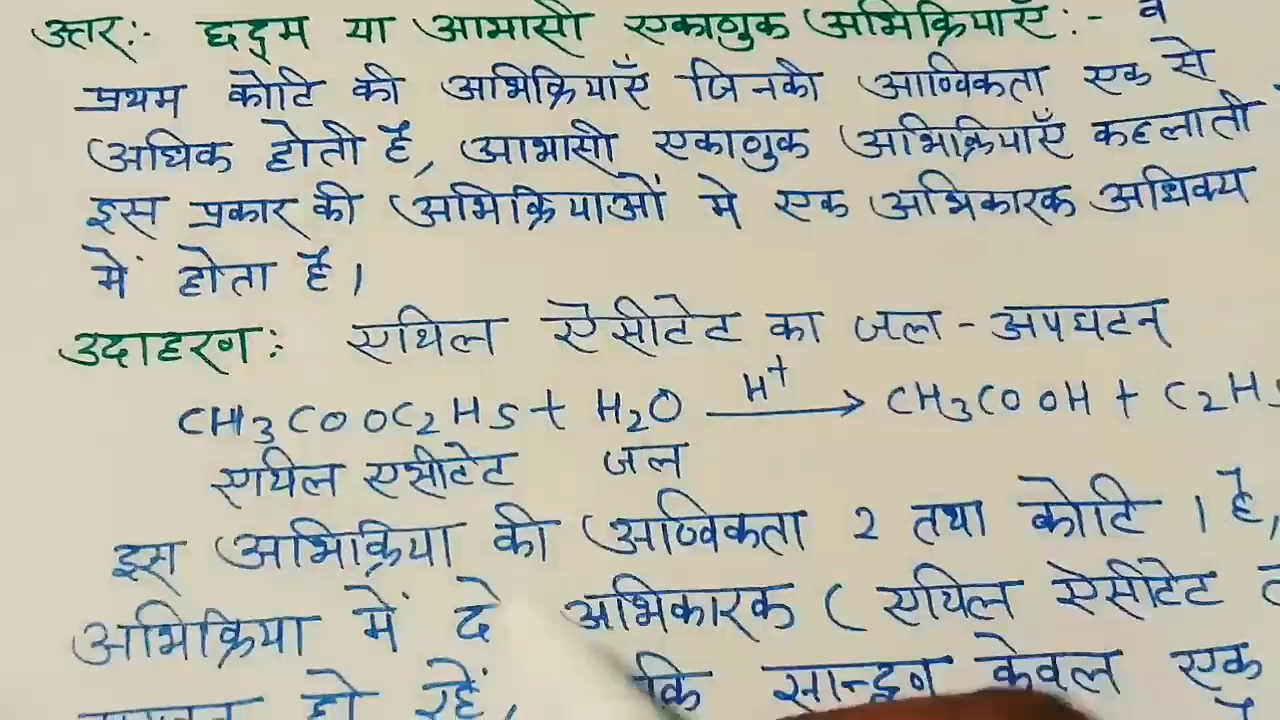 उत्तर:- छद्म या आभासी एकाणुक अभिक्रियाएँ:- व
प्रथम कोटि की अभिक्रियाएँ जिनकी आण्विकता एक से
अधिक होती है, आभासी एकाणुक अभिक्रियाएँ कहलाती
इस प्रकार की अभिक्रियाओं मे एक अभिकारक आधिक्य
में होता है।
उदाहरण: एथिल ऐसीटेट का जल-अपघटन
CH3COOC2H5 + H2O H+ → CH3COOH + C2H5
एथिल एसीटेट जल
इस अभिक्रिया की आण्विकता 2 तथा कोटि 1 है,
अभिक्रिया में दो अभिकारक ( एथिल ऐसीटेट
हो रहें, कि सान्द्रण केवल एक